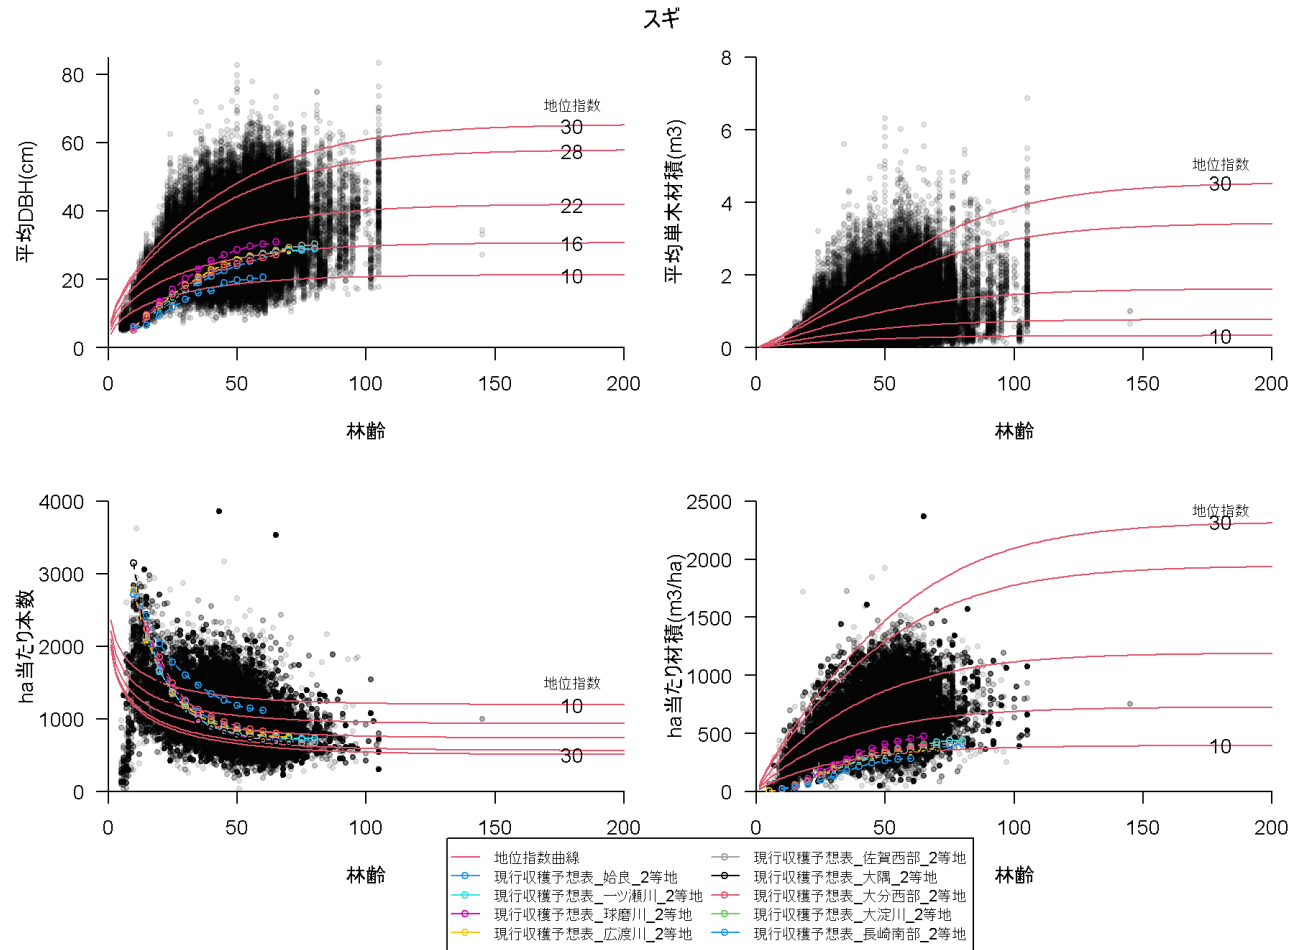 スギ
平均DBH(cm)
80
60
40
20
0
地位指数
30
28
22
16
10
0 50 100 150 200
林齢
平均単木材積(m3)
8
6
4
2
0
地位指数
30
10
0 50 100 150 200
林齢
ha当たり本数
4000
3000
2000
1000
0
地位指数
10
30
0 50 100 150 200
林齢
ha当たり材積(m3/ha)
2500
2000
1500
1000
500
0
地位指数
30
10
0 50 100 150 200
林齢
地位指数曲線
現行収穫予想表_姶良_2等地
現行収穫予想表_一ツ瀬川_2等地
現行収穫予想表_球磨川_2等地
現行収穫予想表_広渡川_2等地
現行収穫予想表_佐賀西部_2等地
現行収穫予想表_大隅_2等地
現行収穫予想表_大分西部_2等地
現行収穫予想表_大淀川_2等地
現行収穫予想表_長崎南部_2等地